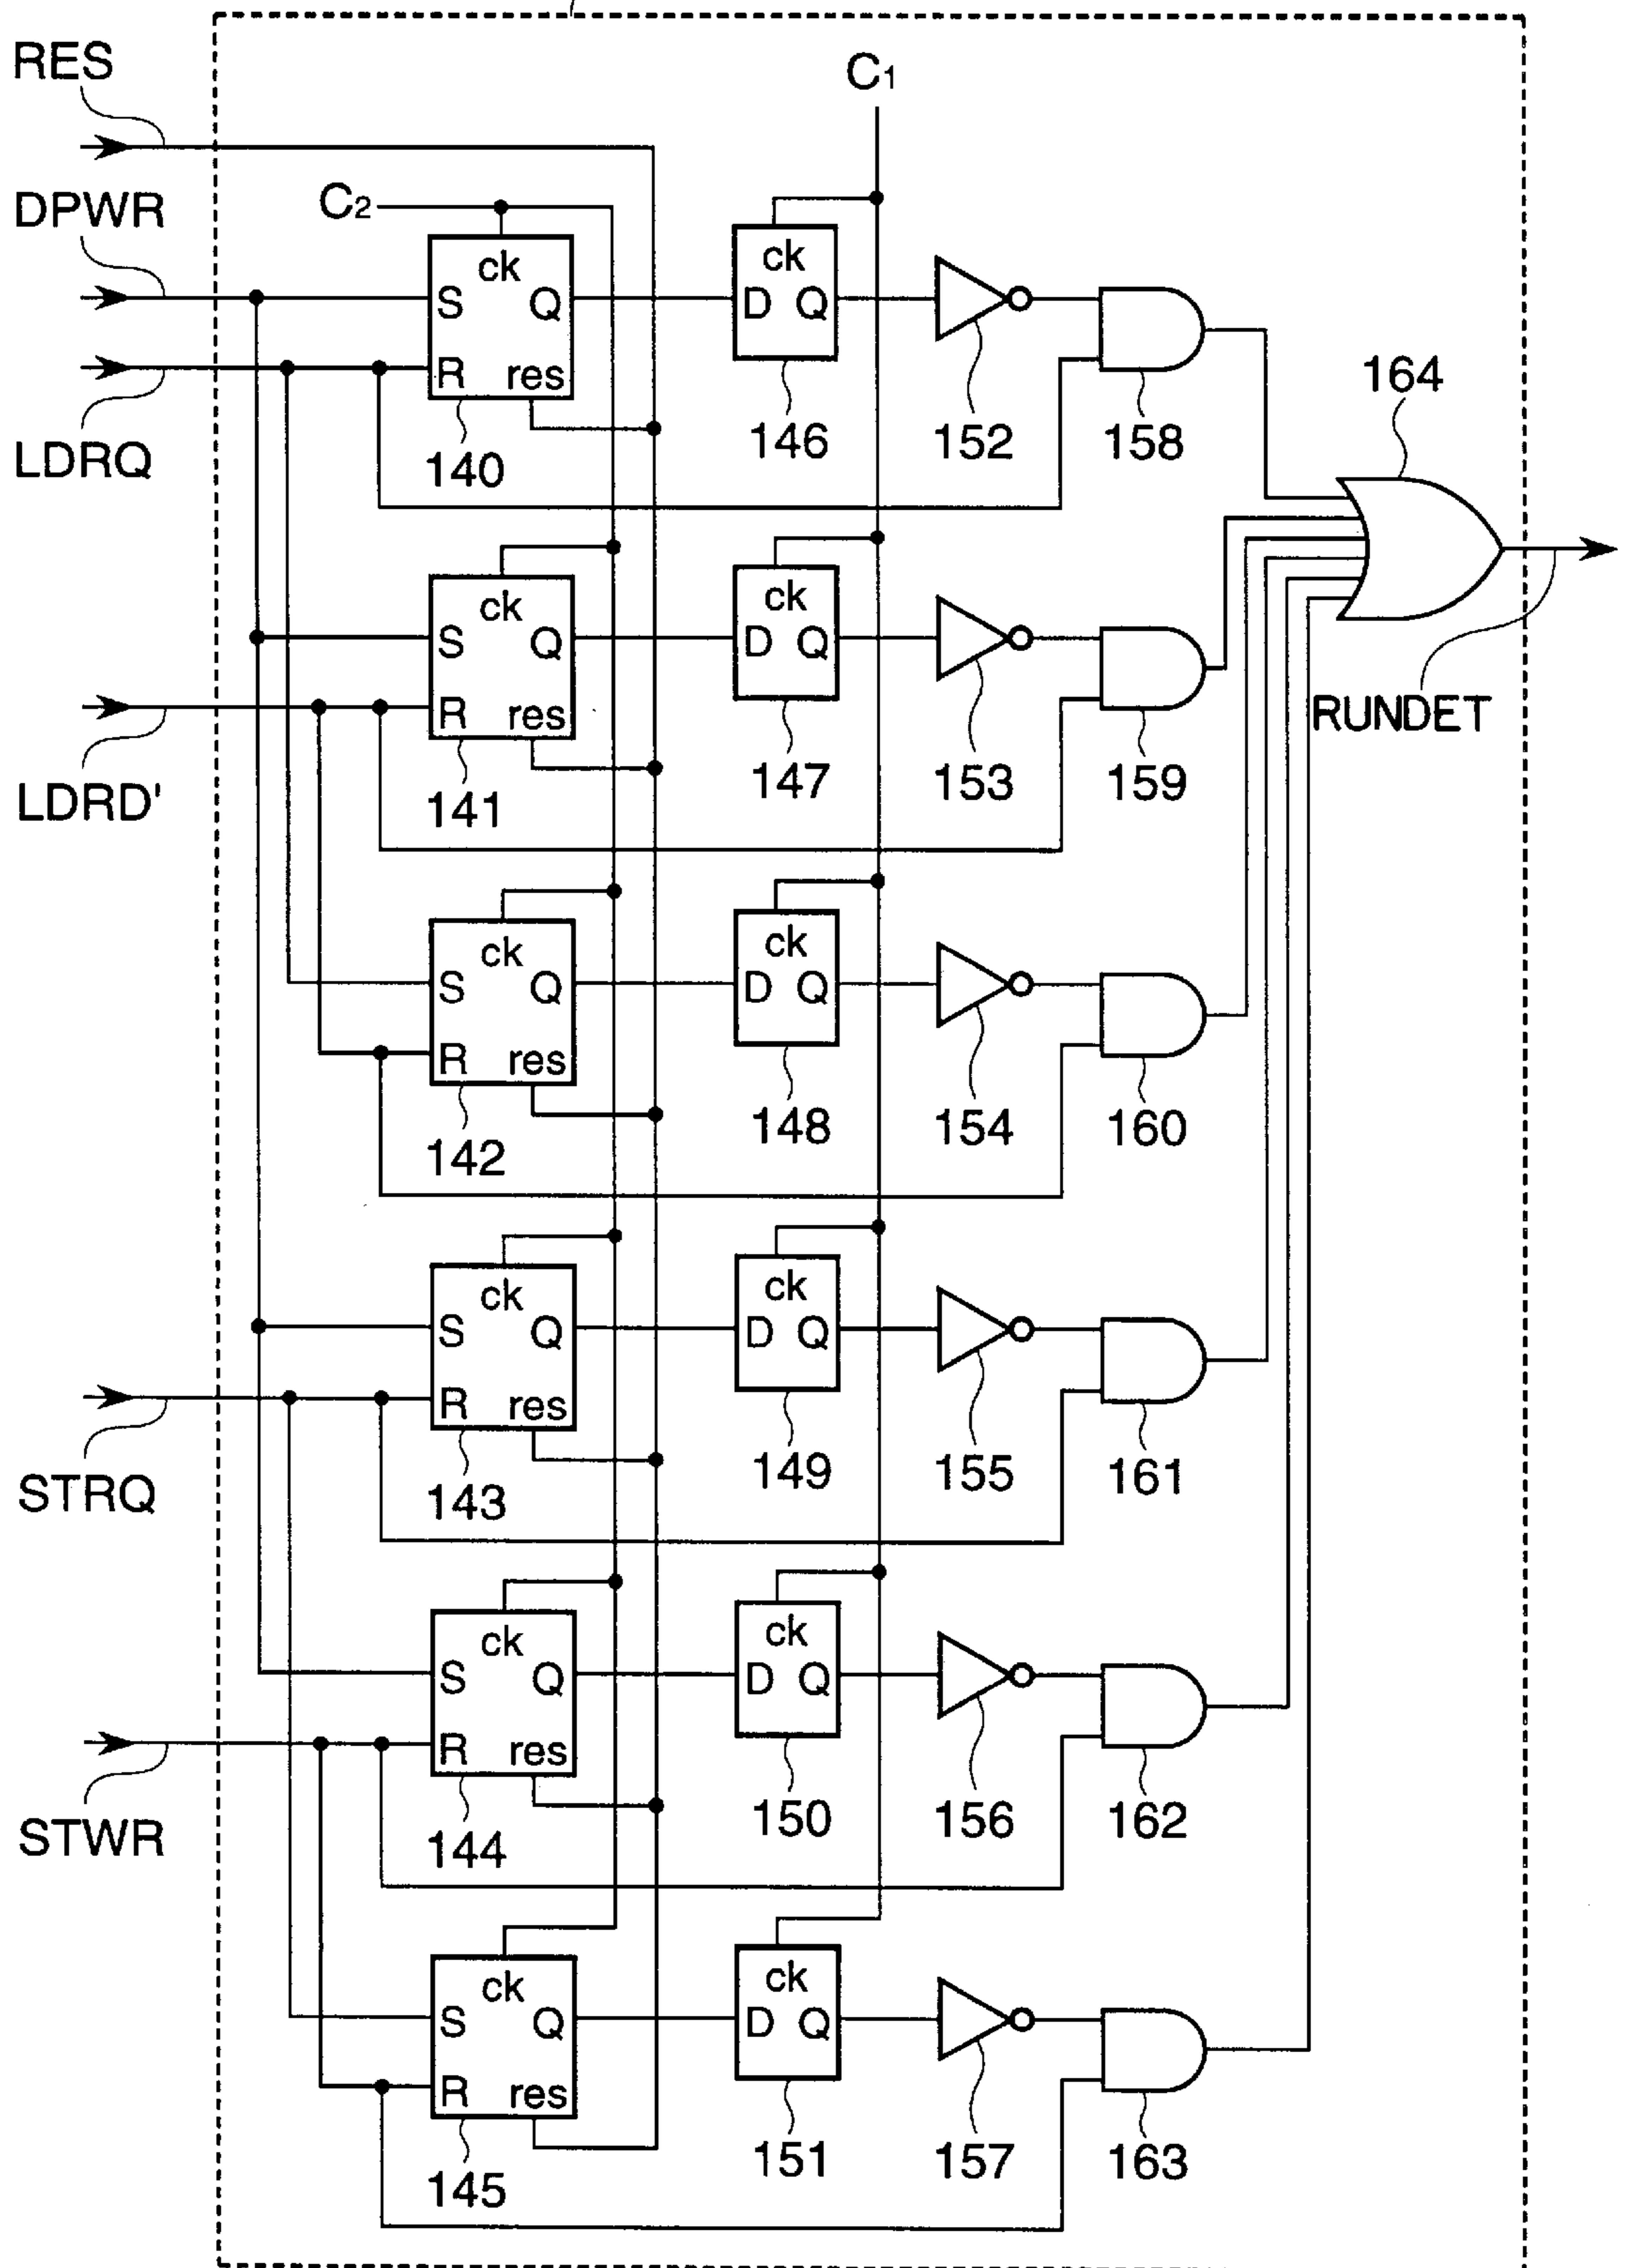 RES
C1
DPWR
C2
ck
S Q
R res
140
LDRQ
ck
D Q
146
152
158
164
ck
S Q
R res
141
LDRD'
ck
D Q
147
153
159
RUNDET
ck
S Q
R res
142
ck
D Q
148
154
160
ck
S Q
R res
143
STRQ
ck
D Q
149
155
161
ck
S Q
R res
144
STWR
ck
D Q
150
156
162
ck
S Q
R res
145
ck
D Q
151
157
163